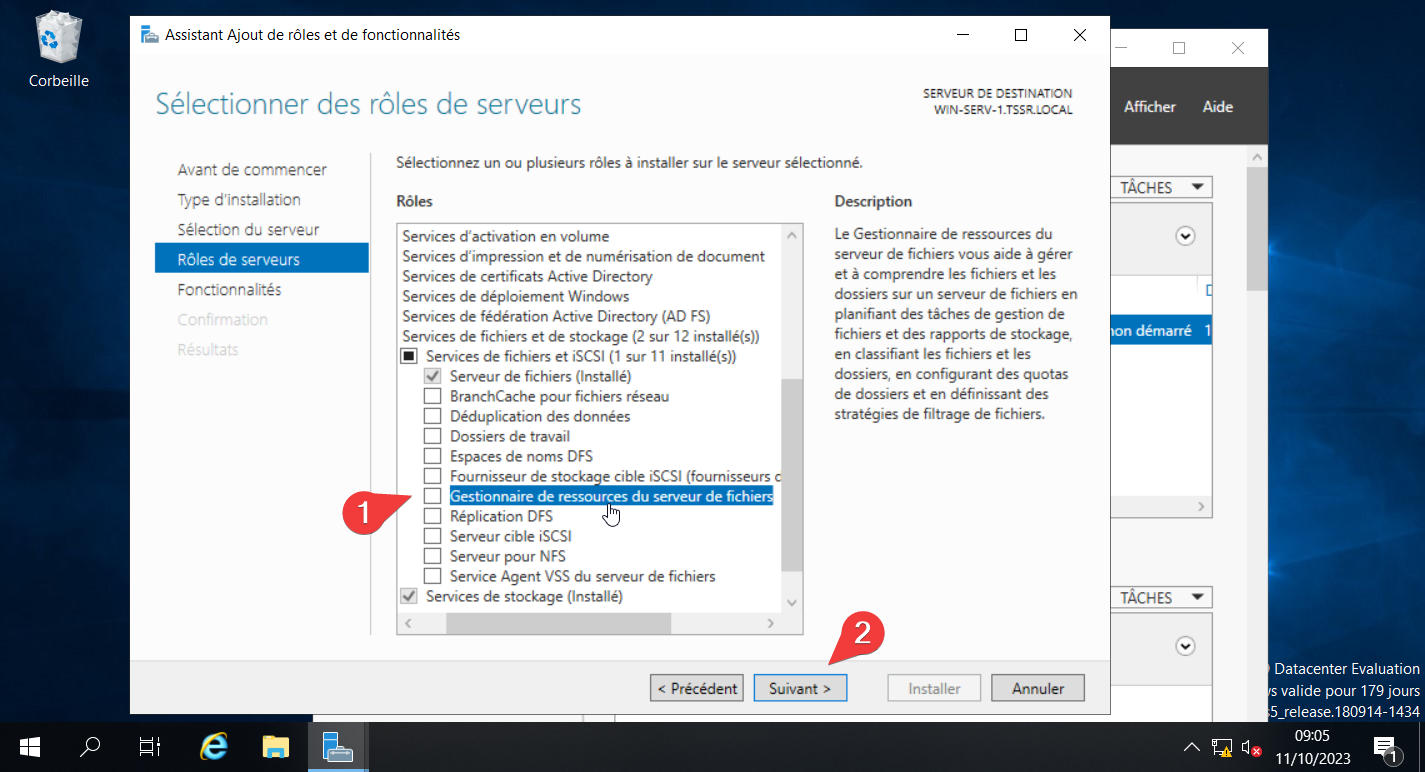 Corbeille
Assistant Ajout de rôles et de fonctionnalités
Sélectionner des rôles de serveurs
SERVEUR DE DESTINATION
WIN-SERV-1.TSSR.LOCAL
Afficher Aide
Avant de commencer
Type d'installation
Sélection du serveur
Rôles de serveurs
Fonctionnalités
Confirmation
Résultats
Sélectionnez un ou plusieurs rôles à installer sur le serveur sélectionné.
Rôles
Services d'activation en volume
Services d'impression et de numérisation de document
Services de certificats Active Directory
Services de déploiement Windows
Services de fédération Active Directory (AD FS)
Services de fichiers et de stockage (2 sur 12 installé(s))
Services de fichiers et iSCSI (1 sur 11 installé(s))
Serveur de fichiers (Installé)
BranchCache pour fichiers réseau
Déduplication des données
Dossiers de travail
Espaces de noms DFS
Fournisseur de stockage cible iSCSI (fournisseurs
Gestionnaire de ressources du serveur de fichiers
Réplication DFS
Serveur cible iSCSI
Serveur pour NFS
Service Agent VSS du serveur de fichiers
Services de stockage (Installé)
1
2
Description
Le Gestionnaire de ressources du
serveur de fichiers vous aide à gérer
et à comprendre les fichiers et les
dossiers sur un serveur de fichiers en
planifiant des tâches de gestion de
fichiers et des rapports de stockage,
en classifiant les fichiers et les
dossiers, en configurant des quotas
de dossiers et en définissant des
stratégies de filtrage de fichiers.
< Précédent
Suivant >
Installer
Annuler
TÂCHES
non démarré 1
TÂCHES
Datacenter Evaluation
valide pour 179 jours
s5_release.180914-1434
09:05
11/10/2023
1